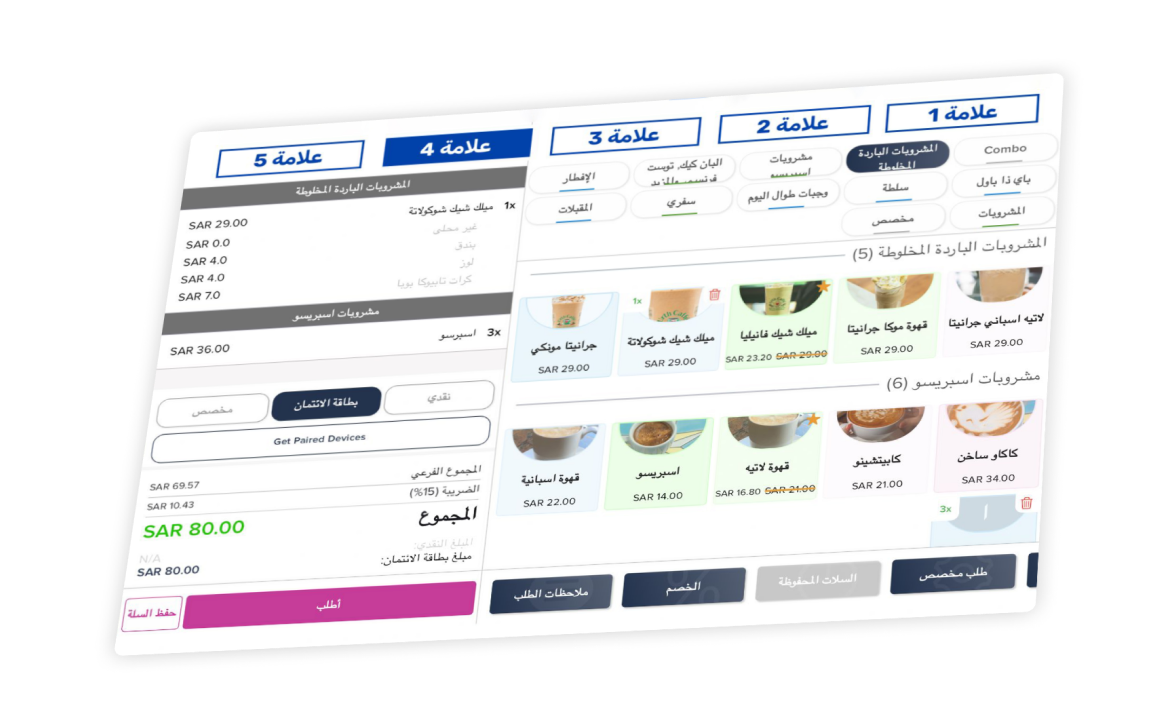 علامة 1
علامة 2
علامة 3
علامة 4
علامة 5
Combo
المشروبات الباردة المخلوطة
مشروبات اسبريسو
البان كيك, توست
الإفطار
باي ذا باول
سلطة
وجبات طوال اليوم
سفري
المقبلات
المشروبات
مخصص
المشروبات الباردة المخلوطة (5)
لاتيه اسباني جرانيتا
SAR 29.00
قهوة موكا جرانيتا
SAR 29.00
ميلك شيك فانيليا
SAR 23.20 SAR 29.00
1x
ميلك شيك شوكولاتة
SAR 29.00
جرانيتا مونكي
SAR 29.00
مشروبات اسبريسو (6)
كاكاو ساخن
SAR 34.00
كابيتشينو
SAR 21.00
قهوة لاتيه
SAR 16.80 SAR 21.00
اسبريسو
SAR 14.00
قهوة اسبانية
SAR 22.00
3x
ا
طلب مخصص
السلات المحفوظة
الخصم
ملاحظات الطلب
المشروبات الباردة المخلوطة
1x ميلك شيك شوكولاتة SAR 29.00
غير محلى SAR 0.0
بندق SAR 4.0
لوز SAR 4.0
كرات تابيوكا بوبا SAR 7.0
مشروبات اسبريسو
3x اسبرسو SAR 36.00
نقدي
بطاقة الائتمان
مخصص
Get Paired Devices
المجموع الفرعي SAR 69.57
الضريبة (15%) SAR 10.43
المجموع SAR 80.00
المبلغ النقدي: N/A
مبلغ بطاقة الائتمان: SAR 80.00
أطلب
حفظ السلة